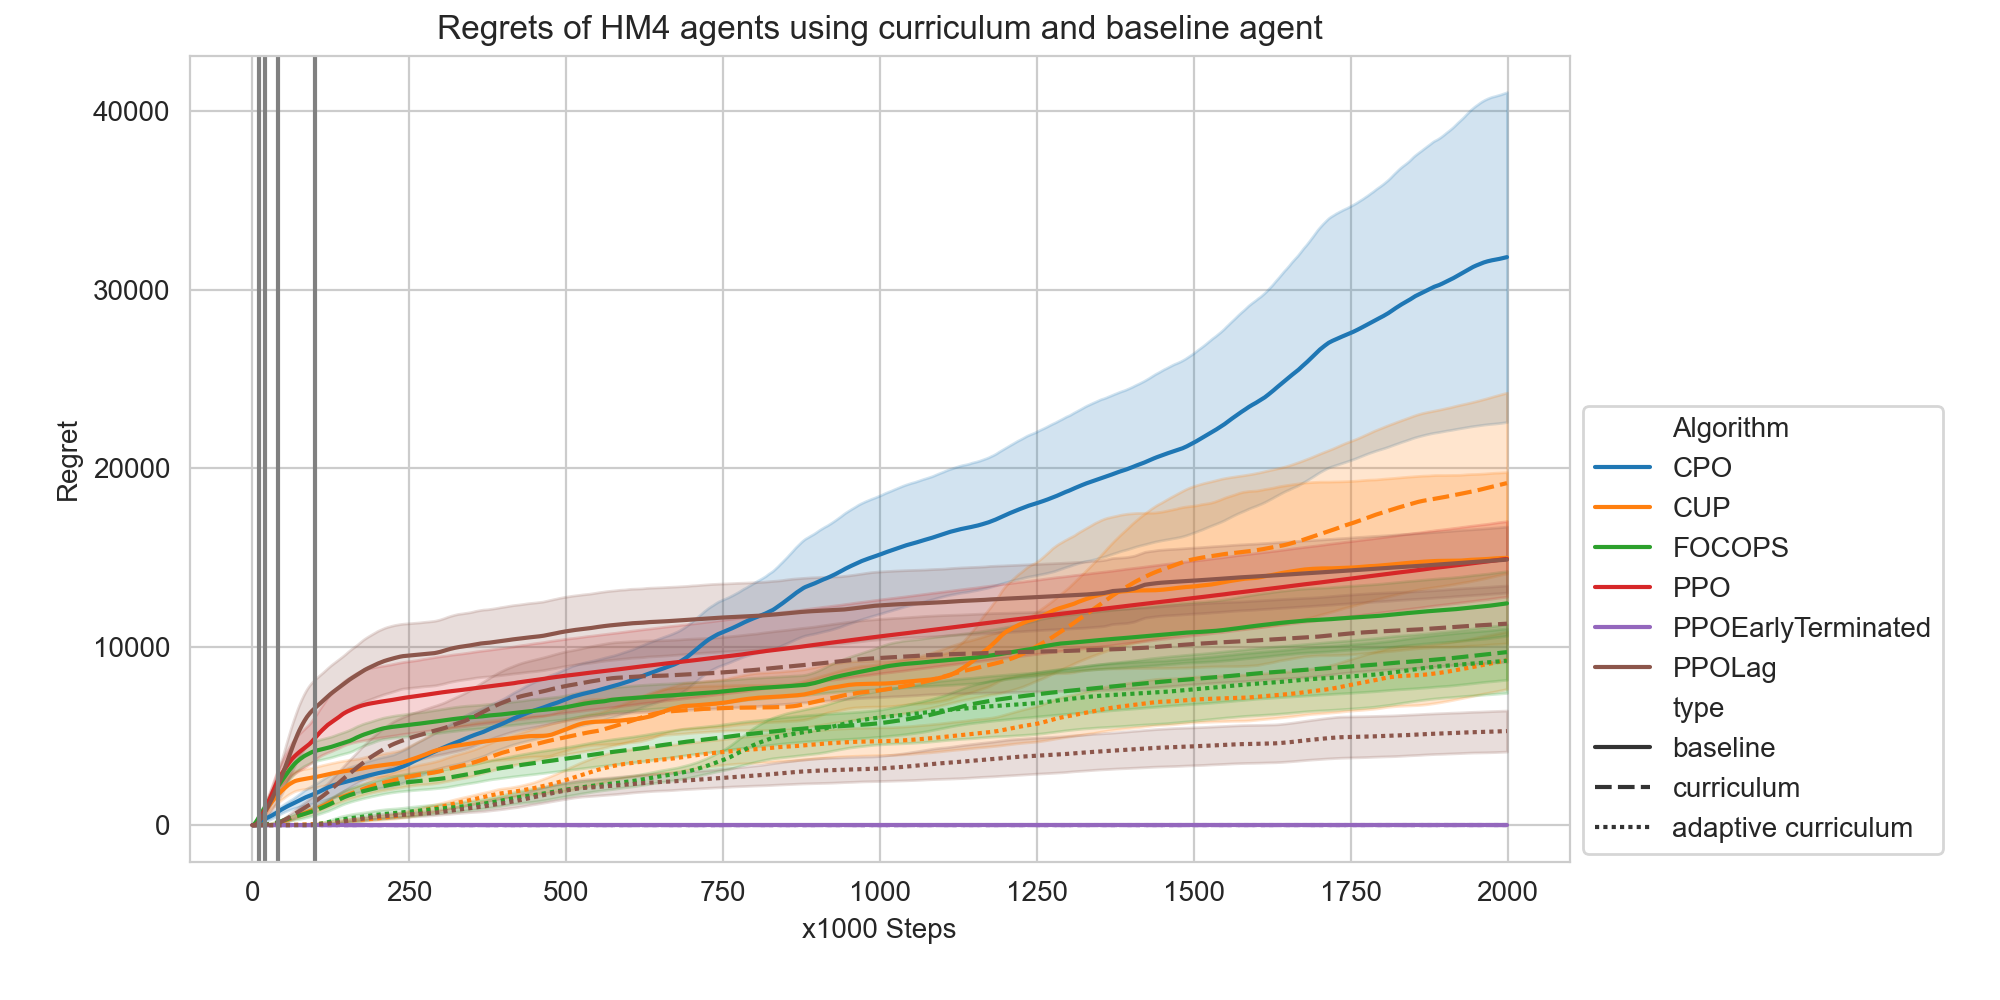 Regrets of HM4 agents using curriculum and baseline agent
40000
30000
20000
10000
0
Regret
0 250 500 750 1000 1250 1500 1750 2000
x1000 Steps
Algorithm
CPO
CUP
FOCOPS
PPO
PPOEarlyTerminated
PPOLag
type
baseline
curriculum
adaptive curriculum